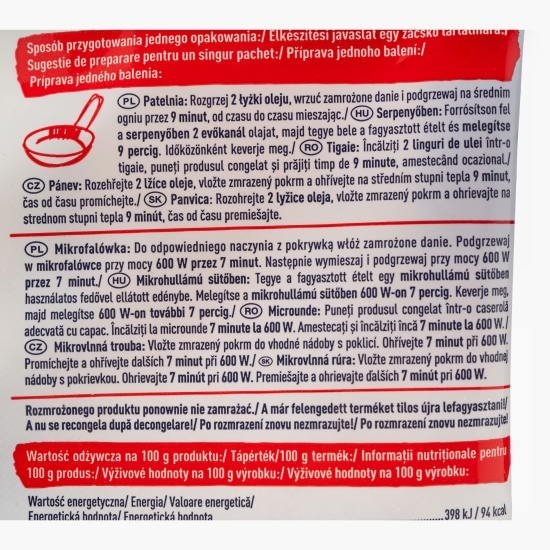 Sposób przygotowania jednego opakowania:/ Elkészítési javaslat egy zacskó tartalmára:/
Sugestie de preparare pentru un singur pachet:/ Příprava jednoho balení:/
Príprava jedného balenia:
PL Patelnia: Rozgrzej 2 łyżki oleju, wrzuć zamrożone danie i podgrzewaj na średnim
ogniu przez 9 minut, od czasu do czasu mieszając./ HU Serpenyőben: Forrósítson fel
a serpenyőben 2 evőkanál olajat, majd tegye bele a fagyasztott ételt és melegítse
9 percig. Időközönként keverje meg./ RO Tigaie: Încălziți 2 linguri de ulei într-o
tigaie, puneți produsul congelat și prăjiți timp de 9 minute, amestecând ocazional./
CZ Pánev: Rozehřejte 2 lžíce oleje, vložte zmrazený pokrm a ohřívejte na středním stupni tepla 9 minut,
čas od času promíchejte./ SK Panvica: Rozohrejte 2 lyžice oleja, vložte zmrazený pokrm a ohrievajte na
strednom stupni tepla 9 minút, čas od času premiešajte.
PL Mikrofalówka: Do odpowiedniego naczynia z pokrywką włóż zamrożone danie. Podgrzewaj
w mikrofalówce przy mocy 600 W przez 7 minut. Następnie wymieszaj i podgrzewaj przy mocy 600 W
przez 7 minut./ HU Mikrohullámú sütőben: Tegye a fagyasztott ételt egy mikrohullámú sütőben
használatos fedővel ellátott edénybe. Melegítse a mikrohullámú sütőben 600 W-on 7 percig. Keverje meg,
majd melegítse 600 W-on további 7 percig./ RO Microunde: Puneți produsul congelat într-o caserolă
adecvată cu capac. Încălziți la microunde 7 minute la 600 W. Amestecați și încălziți încă 7 minute la 600 W./
CZ Mikrovlnná trouba: Vložte zmrazený pokrm do vhodné nádoby s poklicí. Ohřívejte 7 minut při 600 W.
Promíchejte a ohřívejte dalších 7 minut při 600 W./ SK Mikrovlnná rúra: Vložte zmrazený pokrm do vhodnej
nádoby s pokrievkou. Ohrievajte 7 minút pri 600 W. Premiešajte a ohrievajte ďalších 7 minút pri 600 W.
Rozmrożonego produktu ponownie nie zamrażać./ A már felengedett terméket tilos újra lefagyasztani!/
A nu se recongela după decongelare!/ Po rozmrazení znovu nezmrazujte!/ Po rozmrazení znovu nezmrazujte!
Wartość odżywcza na 100 g produktu:/ Tápérték/100 g termék:/ Informații nutriționale pentru
100 g produs:/ Výživové hodnoty na 100 g výrobku:/ Výživové hodnoty na 100 g výrobku:
Wartość energetyczna/ Energia/ Valoare energetică/
Energetická hodnota/ Energetická hodnota ......398 kJ / 94 kcal